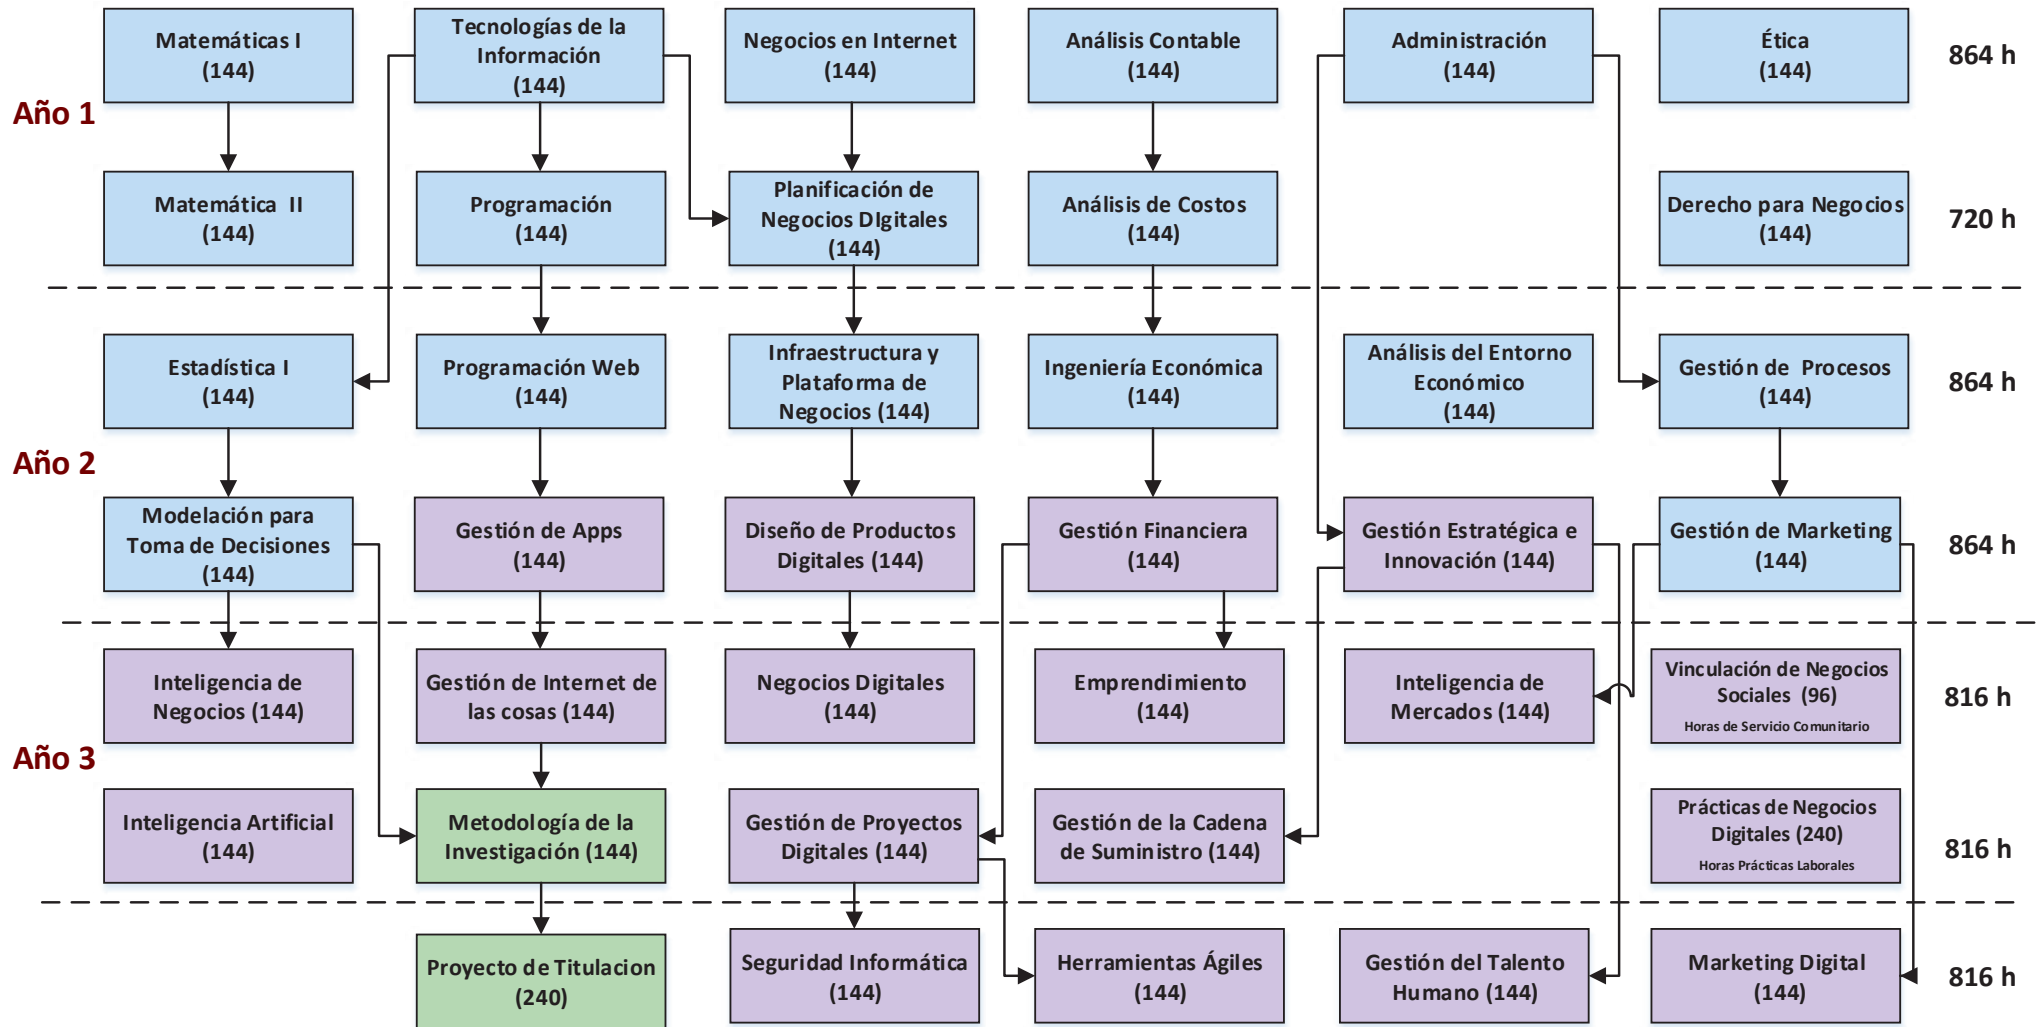 Matemáticas I
(144)
Tecnologías de la
Información
(144)
Negocios en Internet
(144)
Análisis Contable
(144)
Administración
(144)
Ética
(144)
864 h
Año 1
Matemática II
(144)
Programación
(144)
Planificación de
Negocios DIgitales
(144)
Análisis de Costos
(144)
Derecho para Negocios
(144)
720 h
Estadística I
(144)
Programación Web
(144)
Infraestructura y
Plataforma de
Negocios (144)
Ingeniería Económica
(144)
Análisis del Entorno
Económico
(144)
Gestión de Procesos
(144)
864 h
Año 2
Modelación para
Toma de Decisiones
(144)
Gestión de Apps
(144)
Diseño de Productos
Digitales (144)
Gestión Financiera
(144)
Gestión Estratégica e
Innovación (144)
Gestión de Marketing
(144)
864 h
Inteligencia de
Negocios (144)
Gestión de Internet de
las cosas (144)
Negocios Digitales
(144)
Emprendimiento
(144)
Inteligencia de
Mercados (144)
Vinculación de Negocios
Sociales (96)
Horas de Servicio Comunitario
816 h
Año 3
Inteligencia Artificial
(144)
Metodología de la
Investigación (144)
Gestión de Proyectos
Digitales (144)
Gestión de la Cadena
de Suministro (144)
Prácticas de Negocios
Digitales (240)
Horas Prácticas Laborales
816 h
Proyecto de Titulacion
(240)
Seguridad Informática
(144)
Herramientas Ágiles
(144)
Gestión del Talento
Humano (144)
Marketing Digital
(144)
816 h